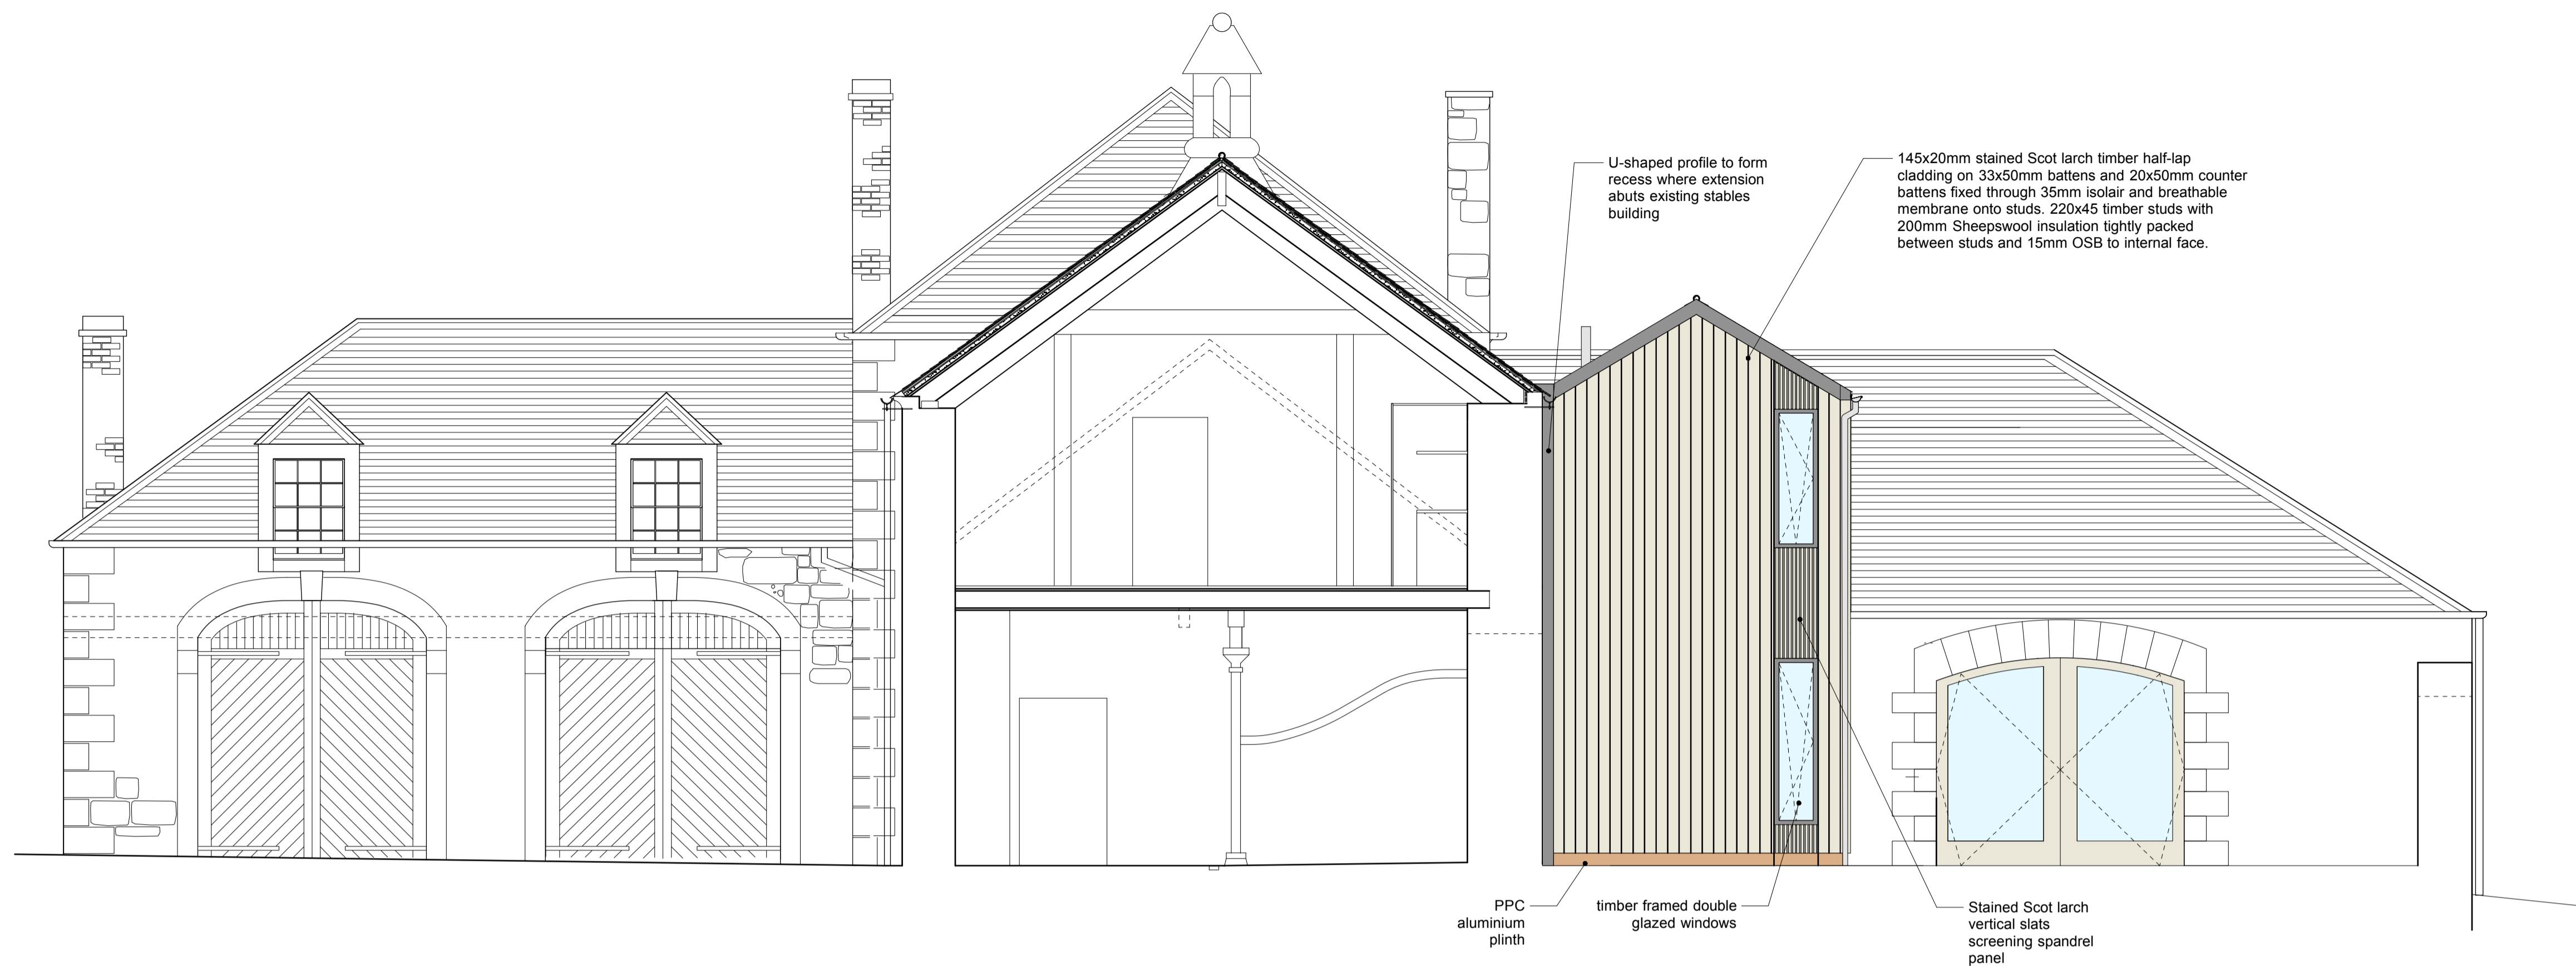 U-shaped profile to form
recess where extension
abuts existing stables
building
145x20mm stained Scot larch timber half-lap
cladding on 33x50mm battens and 20x50mm counter
battens fixed through 35mm isolair and breathable
membrane onto studs. 220x45 timber studs with
200mm Sheepswool insulation tightly packed
between studs and 15mm OSB to internal face.
PPC
aluminium
plinth
timber framed double
glazed windows
Stained Scot larch
vertical slats
screening spandrel
panel